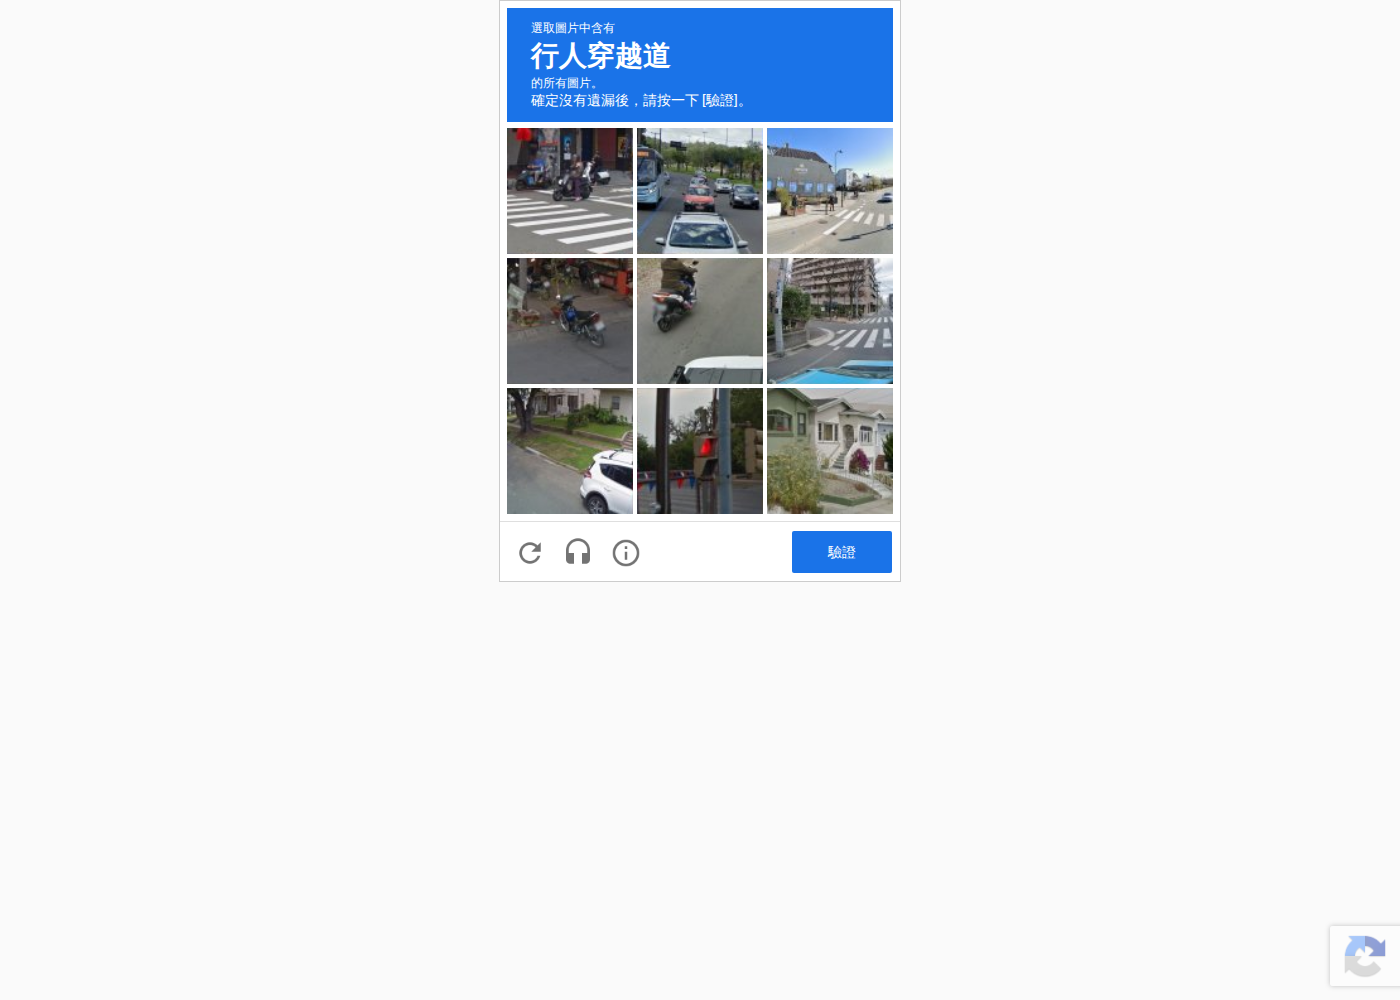 選取圖片中含有
行人穿越道
的所有圖片。
確定沒有遺漏後，請按一下 [驗證]。
驗證